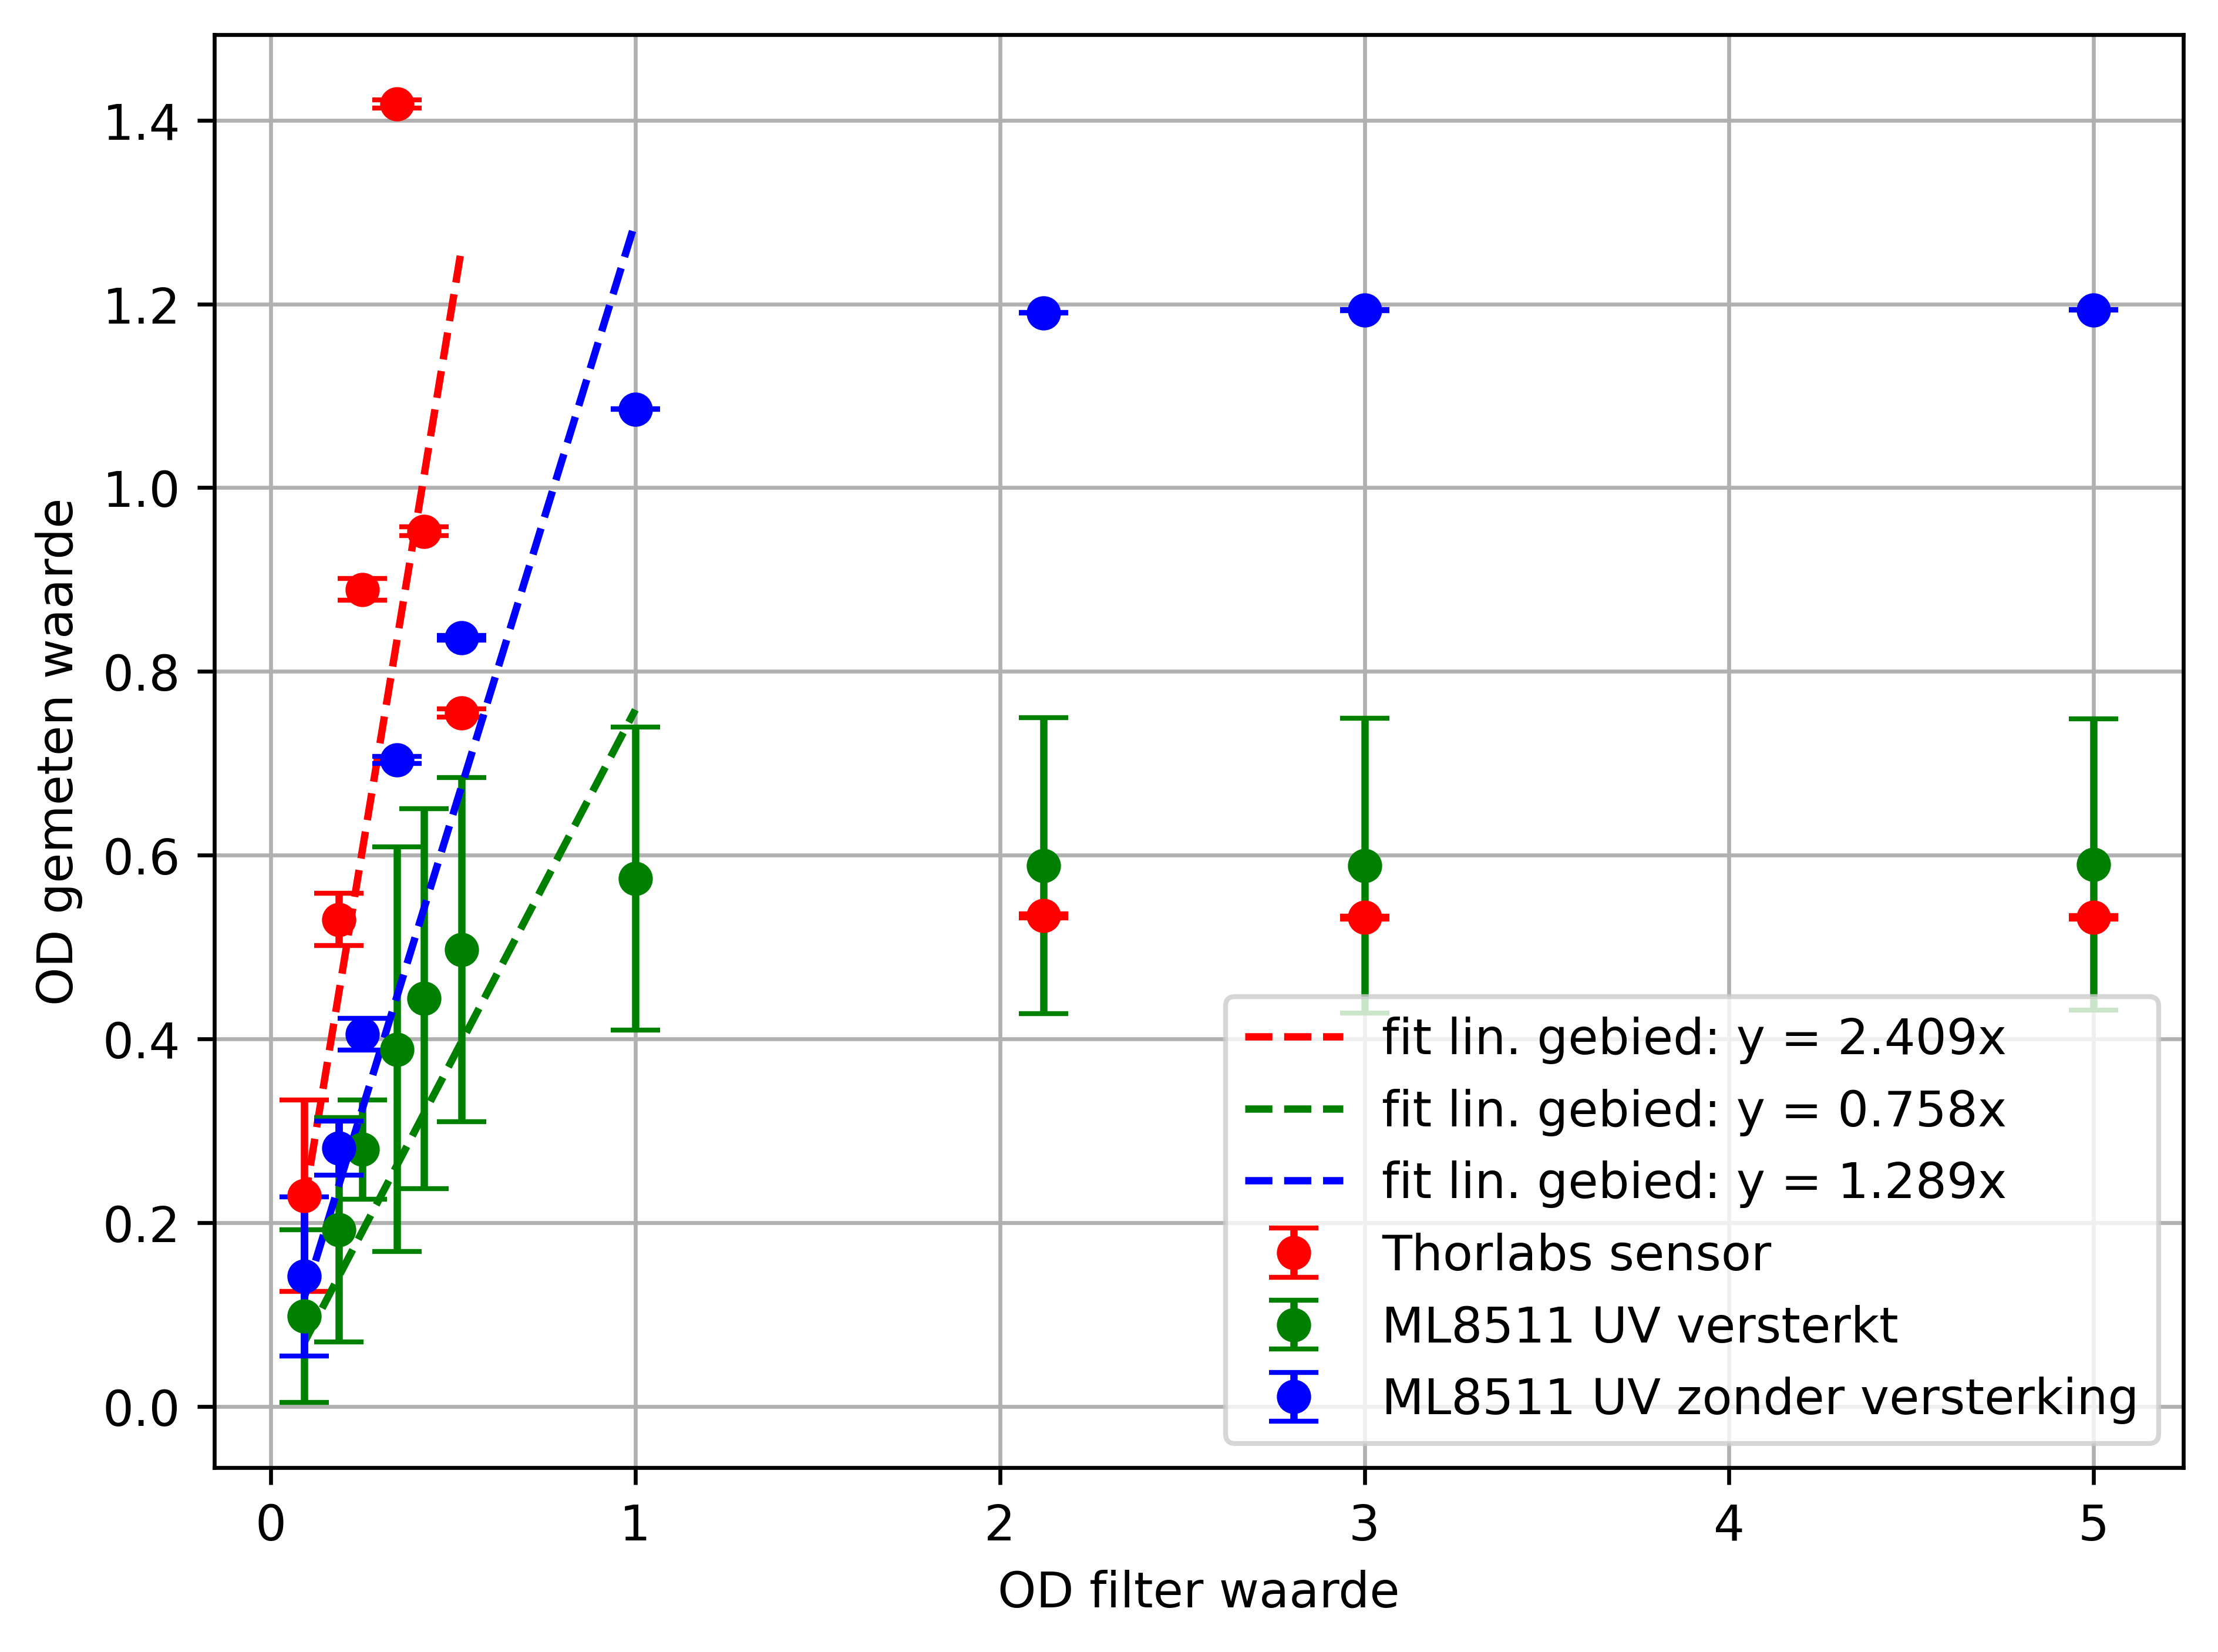 1.4
1.2
1.0
0.8
0.6
0.4
0.2
0.0
OD gemeten waarde
fit lin. gebied: y = 2.409x
fit lin. gebied: y = 0.758x
fit lin. gebied: y = 1.289x
Thorlabs sensor
ML8511 UV versterkt
ML8511 UV zonder versterking
0 1 2 3 4 5
OD filter waarde